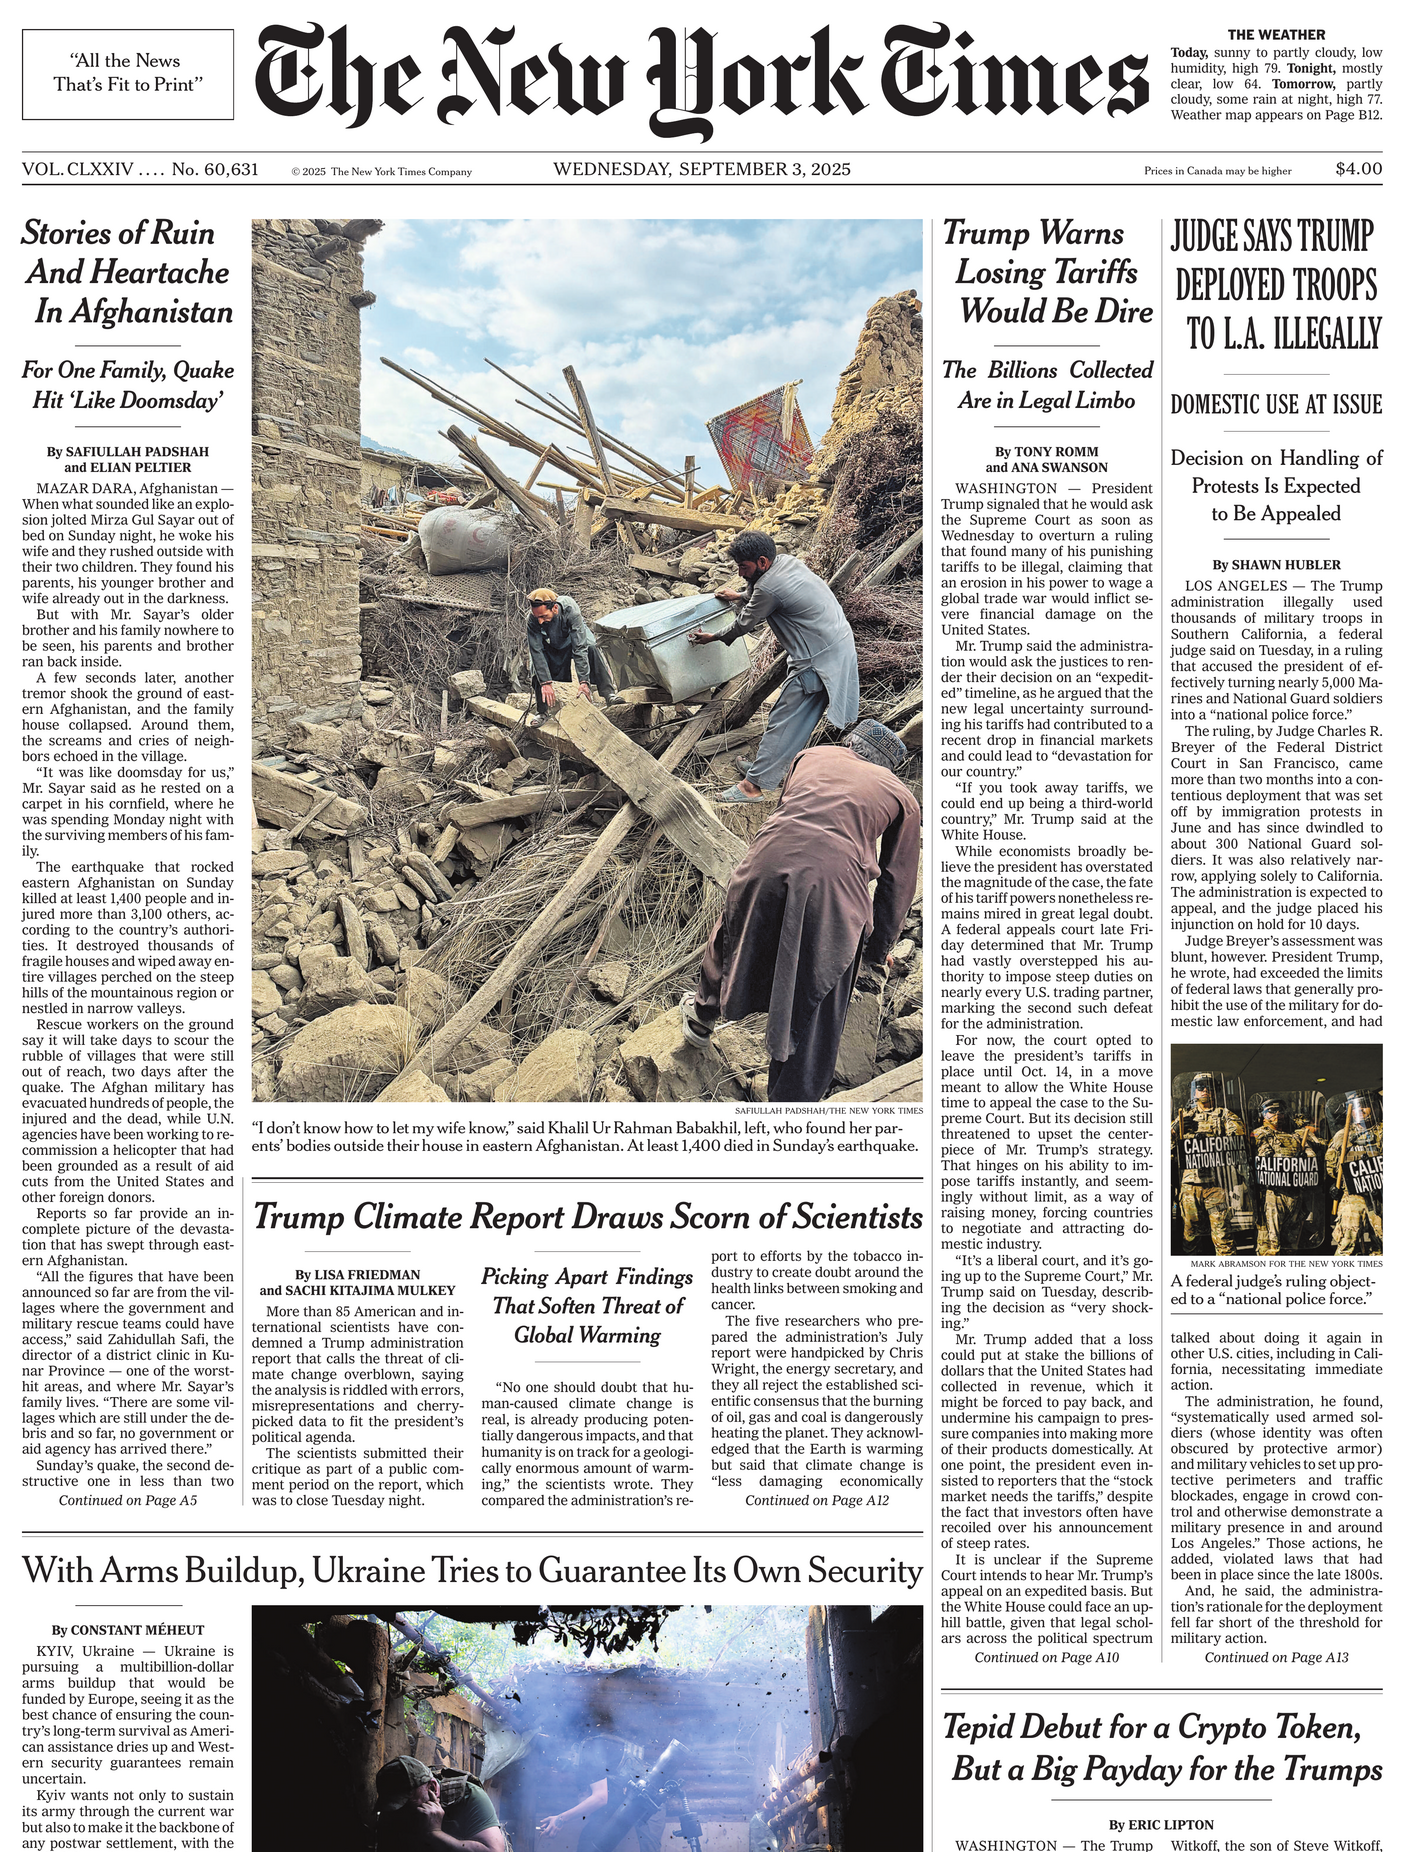 “All the News
That’s Fit to Print”
The New York Times
THE WEATHER
Today, sunny to partly cloudy, low
humidity, high 79. Tonight, mostly
clear, low 64. Tomorrow, partly
cloudy, some rain at night, high 77.
Weather map appears on Page B12.
VOL. CLXXIV .... No. 60,631
© 2025 The New York Times Company
WEDNESDAY, SEPTEMBER 3, 2025
Prices in Canada may be higher
$4.00
Stories of Ruin
And Heartache
In Afghanistan
For One Family, Quake
Hit ‘Like Doomsday’
By SAFIULLAH PADSHAH
and ELIAN PELTIER
MAZAR DARA, Afghanistan —
When what sounded like an explo-
sion jolted Mirza Gul Sayar out of
bed on Sunday night, he woke his
wife and they rushed outside with
their two children. They found his
parents, his younger brother and
wife already out in the darkness.
But with Mr. Sayar’s older
brother and his family nowhere to
be seen, his parents and brother
ran back inside.
A few seconds later, another
tremor shook the ground of east-
ern Afghanistan, and the family
house collapsed. Around them,
the screams and cries of neigh-
bors echoed in the village.
“It was like doomsday for us,”
Mr. Sayar said as he rested on a
carpet in his cornfield, where he
was spending Monday night with
the surviving members of his fam-
ily.
The earthquake that rocked
eastern Afghanistan on Sunday
killed at least 1,400 people and in-
jured more than 3,100 others, ac-
cording to the country’s authori-
ties. It destroyed thousands of
fragile houses and wiped away en-
tire villages perched on the steep
hills of the mountainous region or
nestled in narrow valleys.
Rescue workers on the ground
say it will take days to scour the
rubble of villages that were still
out of reach, two days after the
quake. The Afghan military has
evacuated hundreds of people, the
injured and the dead, while U.N.
agencies have been working to re-
commission a helicopter that had
been grounded as a result of aid
cuts from the United States and
other foreign donors.
Reports so far provide an in-
complete picture of the devasta-
tion that has swept through east-
ern Afghanistan.
“All the figures that have been
announced so far are from the vil-
lages where the government and
military rescue teams could have
access,” said Zahidullah Safi, the
director of a district clinic in Ku-
nar Province — one of the worst-
hit areas, and where Mr. Sayar’s
family lives. “There are some vil-
lages which are still under the de-
bris and so far, no government or
aid agency has arrived there.”
Sunday’s quake, the second de-
structive one in less than two
Continued on Page A5
SAFIULLAH PADSHAH/THE NEW YORK TIMES
“I don’t know how to let my wife know,” said Khalil Ur Rahman Babakhil, left, who found her par-
ents’ bodies outside their house in eastern Afghanistan. At least 1,400 died in Sunday’s earthquake.
Trump Climate Report Draws Scorn of Scientists
By LISA FRIEDMAN
and SACHI KITAJIMA MULKEY
More than 85 American and in-
ternational scientists have con-
demned a Trump administration
report that calls the threat of cli-
mate change overblown, saying
the analysis is riddled with errors,
misrepresentations and cherry-
picked data to fit the president’s
political agenda.
The scientists submitted their
critique as part of a public com-
ment period on the report, which
was to close Tuesday night.
Picking Apart Findings
That Soften Threat of
Global Warming
“No one should doubt that hu-
man-caused climate change is
real, is already producing poten-
tially dangerous impacts, and that
humanity is on track for a geologi-
cally enormous amount of warm-
ing,” the scientists wrote. They
compared the administration’s re-
port to efforts by the tobacco in-
dustry to create doubt around the
health links between smoking and
cancer.
The five researchers who pre-
pared the administration’s July
report were handpicked by Chris
Wright, the energy secretary, and
they all reject the established sci-
entific consensus that the burning
of oil, gas and coal is dangerously
heating the planet. They acknowl-
edged that the Earth is warming
but said that climate change is
“less damaging economically
Continued on Page A12
Trump Warns
Losing Tariffs
Would Be Dire
The Billions Collected
Are in Legal Limbo
By TONY ROMM
and ANA SWANSON
WASHINGTON — President
Trump signaled that he would ask
the Supreme Court as soon as
Wednesday to overturn a ruling
that found many of his punishing
tariffs to be illegal, claiming that
an erosion in his power to wage a
global trade war would inflict se-
vere financial damage on the
United States.
Mr. Trump said the administra-
tion would ask the justices to ren-
der their decision on an “expedit-
ed” timeline, as he argued that the
new legal uncertainty surround-
ing his tariffs had contributed to a
recent drop in financial markets
and could lead to “devastation for
our country.”
“If you took away tariffs, we
could end up being a third-world
country,” Mr. Trump said at the
White House.
While economists broadly be-
lieve the president has overstated
the magnitude of the case, the fate
of his tariff powers nonetheless re-
mains mired in great legal doubt.
A federal appeals court late Fri-
day determined that Mr. Trump
had vastly overstepped his au-
thority to impose steep duties on
nearly every U.S. trading partner,
marking the second such defeat
for the administration.
For now, the court opted to
leave the president’s tariffs in
place until Oct. 14, in a move
meant to allow the White House
time to appeal the case to the Su-
preme Court. But its decision still
threatened to upset the center-
piece of Mr. Trump’s strategy.
That hinges on his ability to im-
pose tariffs instantly, and seem-
ingly without limit, as a way of
raising money, forcing countries
to negotiate and attracting do-
mestic industry.
“It’s a liberal court, and it’s go-
ing up to the Supreme Court,” Mr.
Trump said on Tuesday, describ-
ing the decision as “very shock-
ing.”
Mr. Trump added that a loss
could put at stake the billions of
dollars that the United States had
collected in revenue, which it
might be forced to pay back, and
undermine his campaign to pres-
sure companies into making more
of their products domestically. At
one point, the president even in-
sisted to reporters that the “stock
market needs the tariffs,” despite
the fact that investors often have
recoiled over his announcement
of steep rates.
It is unclear if the Supreme
Court intends to hear Mr. Trump’s
appeal on an expedited basis. But
the White House could face an up-
hill battle, given that legal schol-
ars across the political spectrum
Continued on Page A10
JUDGE SAYS TRUMP
DEPLOYED TROOPS
TO L.A. ILLEGALLY
DOMESTIC USE AT ISSUE
Decision on Handling of
Protests Is Expected
to Be Appealed
By SHAWN HUBLER
LOS ANGELES — The Trump
administration illegally used
thousands of military troops in
Southern California, a federal
judge said on Tuesday, in a ruling
that accused the president of ef-
fectively turning nearly 5,000 Ma-
rines and National Guard soldiers
into a “national police force.”
The ruling, by Judge Charles R.
Breyer of the Federal District
Court in San Francisco, came
more than two months into a con-
tentious deployment that was set
off by immigration protests in
June and has since dwindled to
about 300 National Guard sol-
diers. It was also relatively nar-
row, applying solely to California.
The administration is expected to
appeal, and the judge placed his
injunction on hold for 10 days.
Judge Breyer’s assessment was
blunt, however. President Trump,
he wrote, had exceeded the limits
of federal laws that generally pro-
hibit the use of the military for do-
mestic law enforcement, and had
CALIFORNIA
NATIONAL GUARD
CALIFORNIA
NATIONAL GUARD
CALIF
NATIO
MARK ABRAMSON FOR THE NEW YORK TIMES
A federal judge’s ruling object-
ed to a “national police force.”
talked about doing it again in
other U.S. cities, including in Cali-
fornia, necessitating immediate
action.
The administration, he found,
“systematically used armed sol-
diers (whose identity was often
obscured by protective armor)
and military vehicles to set up pro-
tective perimeters and traffic
blockades, engage in crowd con-
trol and otherwise demonstrate a
military presence in and around
Los Angeles.” Those actions, he
added, violated laws that had
been in place since the late 1800s.
And, he said, the administra-
tion’s rationale for the deployment
fell far short of the threshold for
military action.
Continued on Page A13
With Arms Buildup, Ukraine Tries to Guarantee Its Own Security
By CONSTANT MÉHEUT
KYIV, Ukraine — Ukraine is
pursuing a multibillion-dollar
arms buildup that would be
funded by Europe, seeing it as the
best chance of ensuring the coun-
try’s long-term survival as Ameri-
can assistance dries up and West-
ern security guarantees remain
uncertain.
Kyiv wants not only to sustain
its army through the current war
but also to make it the backbone of
any postwar settlement, with the
Tepid Debut for a Crypto Token,
But a Big Payday for the Trumps
By ERIC LIPTON
WASHINGTON — The Trump
Witkoff, the son of Steve Witkoff,